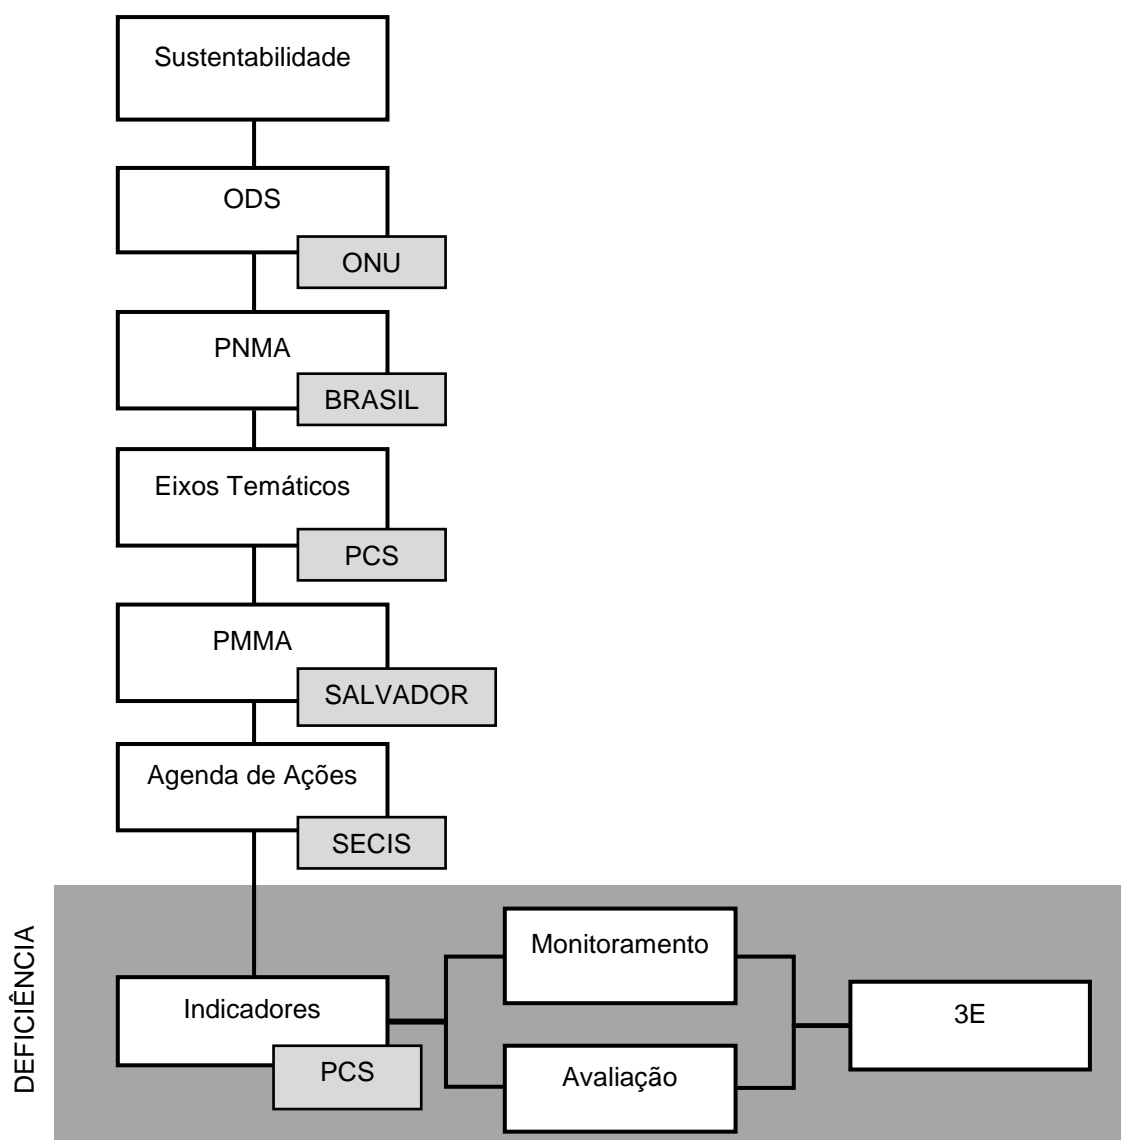 Sustentabilidade
ODS
ONU
PNMA
BRASIL
Eixos Temáticos
PCS
PMMA
SALVADOR
Agenda de Ações
SECIS
DEFICIÊNCIA
Indicadores
PCS
Monitoramento
Avaliação
3E